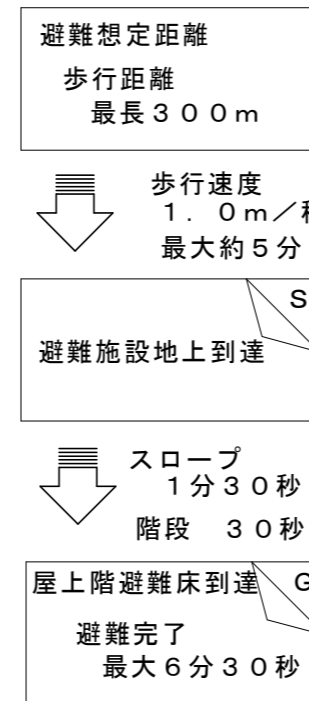 避難想定距離
歩行距離
最長３００ｍ
歩行速度
１．０ｍ／秒
最大約５分
S
避難施設地上到達
スロープ
１分３０秒
階段　３０秒
屋上階避難床到達 G
避難完了
最大６分３０秒